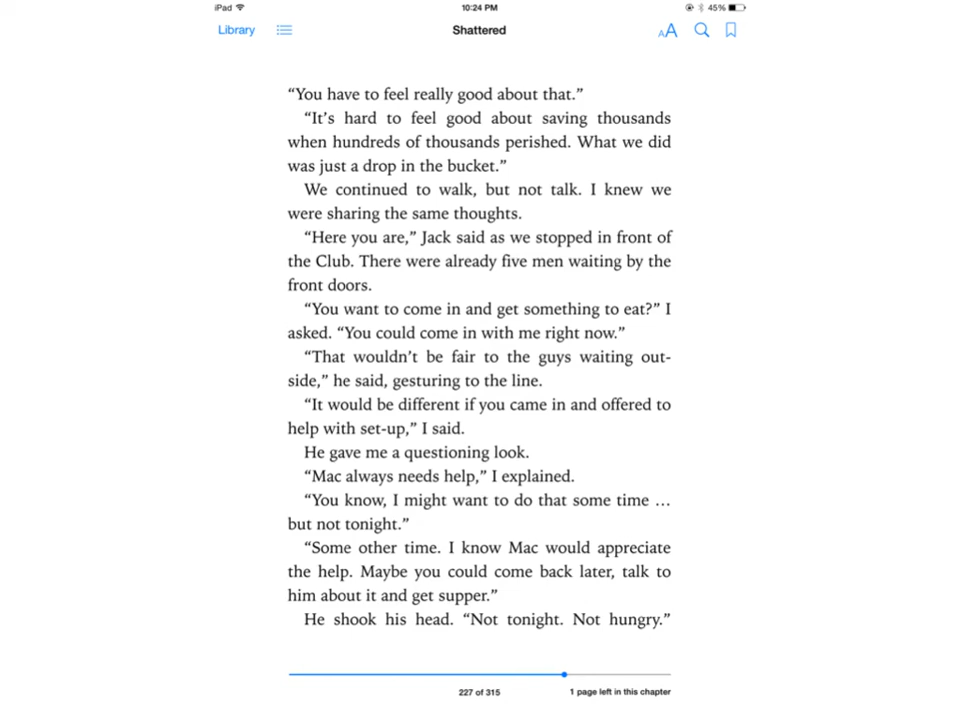 iPad
10:24 PM
45%
Library
Shattered
AA
“You have to feel really good about that.”
“It’s hard to feel good about saving thousands
when hundreds of thousands perished. What we did
was just a drop in the bucket.”
We continued to walk, but not talk. I knew we
were sharing the same thoughts.
“Here you are,” Jack said as we stopped in front of
the Club. There were already five men waiting by the
front doors.
“You want to come in and get something to eat?” I
asked. “You could come in with me right now.”
“That wouldn’t be fair to the guys waiting out-
side,” he said, gesturing to the line.
“It would be different if you came in and offered to
help with set-up,” I said.
He gave me a questioning look.
“Mac always needs help,” I explained.
“You know, I might want to do that some time …
but not tonight.”
“Some other time. I know Mac would appreciate
the help. Maybe you could come back later, talk to
him about it and get supper.”
He shook his head. “Not tonight. Not hungry.”
227 of 315
1 page left in this chapter